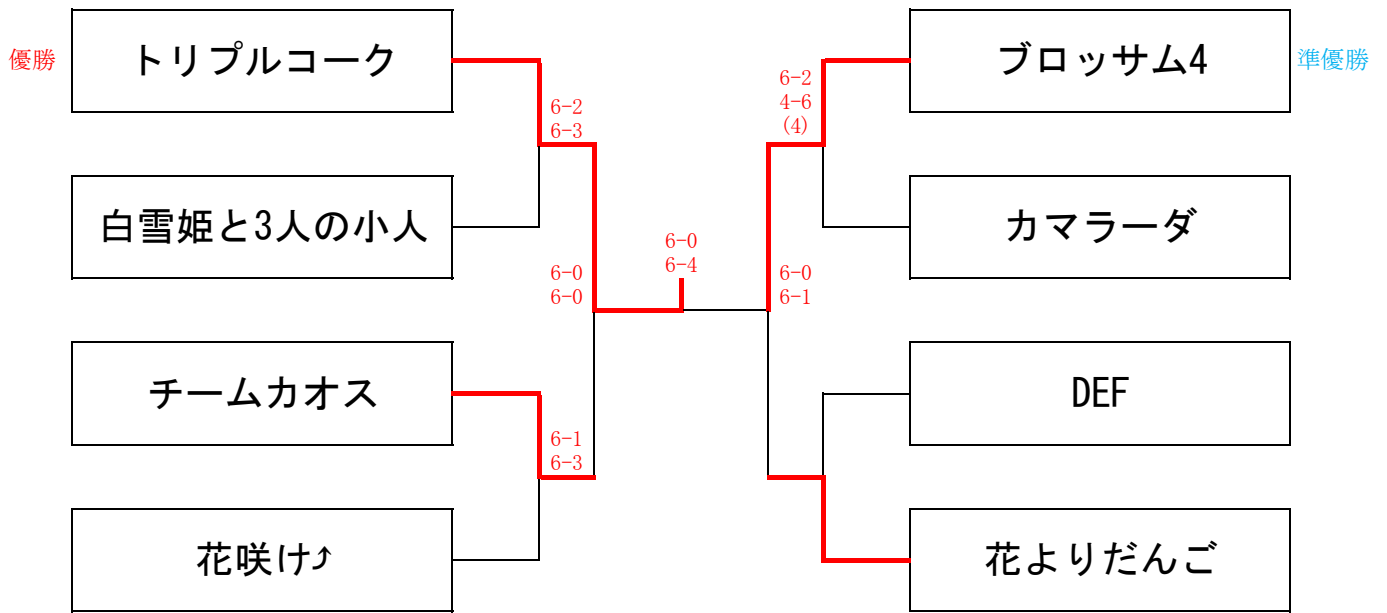 優勝
トリプルコーク
ブロッサム4
準優勝
6-2
6-3
6-2
4-6
(4)
白雪姫と3人の小人
カマラーダ
6-0
6-4
6-0
6-0
6-0
6-1
チームカオス
DEF
6-1
6-3
花咲け⤴
花よりだんご